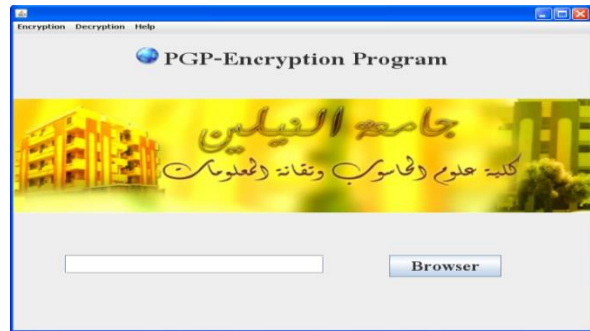 Encryption Decryption Help
PGP-Encryption Program
جامعة النيلين
كلية علوم الحاسوب وتقانة المعلومات
Browser